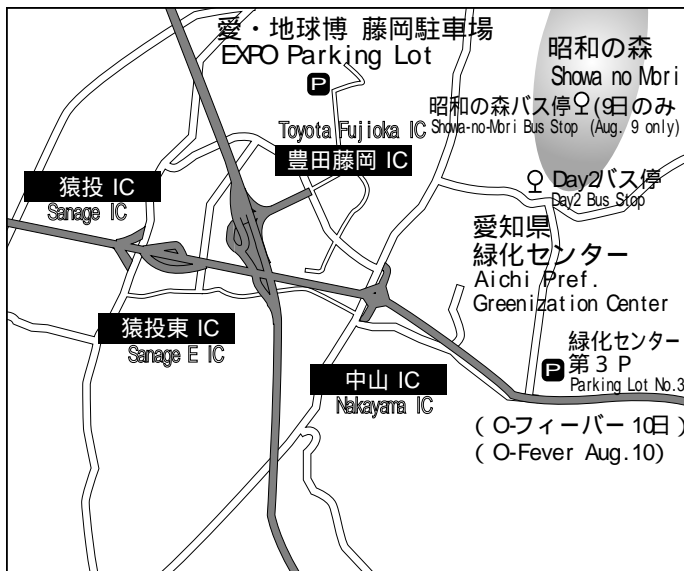 愛・地球博 藤岡駐車場
EXPO Parking Lot
P
昭和の森
Showa no Mori
昭和の森バス停 (9日のみ)
Showa-no-Mori Bus Stop (Aug. 9 only)
Toyota Fujioka IC
豊田藤岡 IC
猿投 IC
Sanage IC
Day2バス停
Day2 Bus Stop
愛知県
緑化センター
Aichi Pref.
Greenization Center
猿投東 IC
Sanage E IC
中山 IC
Nakayama IC
緑化センター
第3P
P
Parking Lot No.3
(O-フィーバー 10日)
(O-Fever Aug.10)